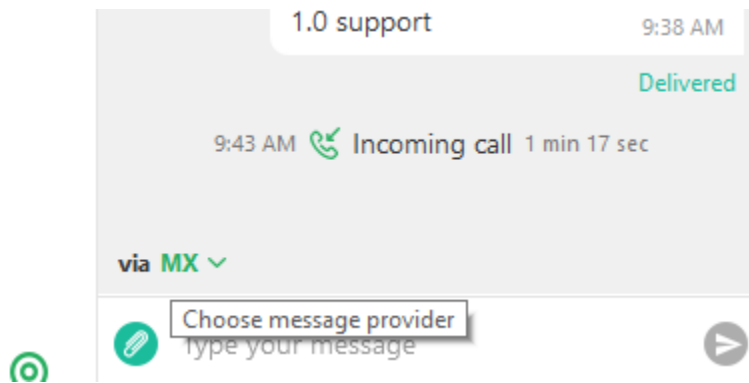 1.0 support
9:38 AM
Delivered
9:43 AM Incoming call 1 min 17 sec
via MX
Choose message provider
Type your message